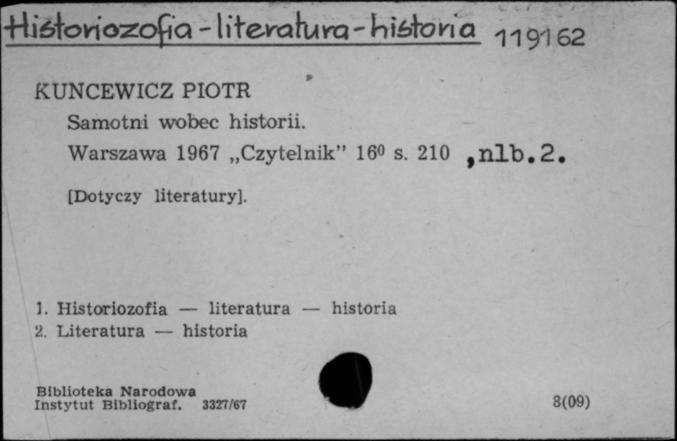 Historiozofia - literatura - historia 119162
KUNCEWICZ PIOTR
Samotni wobec historii.
Warszawa 1967 „Czytelnik” 16⁰ s. 210 ,nlb.2.
[Dotyczy literatury].
1. Historiozofia — literatura — historia
2. Literatura — historia
Biblioteka Narodowa
Instytut Bibliograf. 3327/67 8(09)